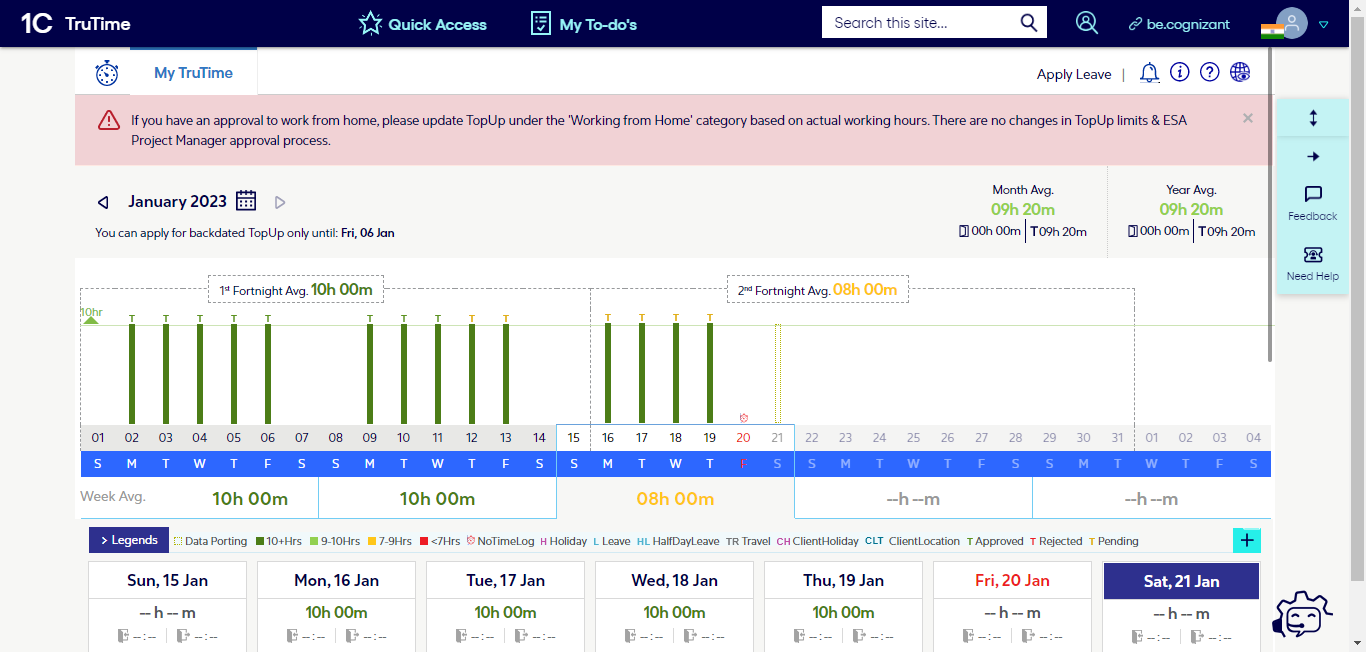 1C TruTime
Quick Access
My To-do's
Search this site...
be.cognizant
My TruTime
Apply Leave |
If you have an approval to work from home, please update TopUp under the 'Working from Home' category based on actual working hours. There are no changes in TopUp limits & ESA
Project Manager approval process.
×
Feedback
Need Help
January 2023
You can apply for backdated TopUp only until: Fri, 06 Jan
Month Avg.
09h 20m
00h 00m T 09h 20m
Year Avg.
09h 20m
00h 00m T 09h 20m
1st Fortnight Avg. 10h 00m
2nd Fortnight Avg. 08h 00m
10hr
T T T T T T T T T T T T T T
01 02 03 04 05 06 07 08 09 10 11 12 13 14 15 16 17 18 19 20 21 22 23 24 25 26 27 28 29 30 31 01 02 03 04
S M T W T F S S M T W T F S S M T W T F S S M T W T F S S M T W T F S
Week Avg. 10h 00m 10h 00m 08h 00m --h --m --h --m
> Legends Data Porting 10+Hrs 9-10Hrs 7-9Hrs <7Hrs NoTimeLog H Holiday L Leave HL HalfDayLeave TR Travel CH ClientHoliday CLT ClientLocation T Approved T Rejected T Pending +
Sun, 15 Jan Mon, 16 Jan Tue, 17 Jan Wed, 18 Jan Thu, 19 Jan Fri, 20 Jan Sat, 21 Jan
-- h -- m 10h 00m 10h 00m 10h 00m 10h 00m -- h -- m -- h -- m
--:-- --:-- --:-- --:-- --:-- --:-- --:-- --:-- --:-- --:-- --:-- --:-- --:-- --:--